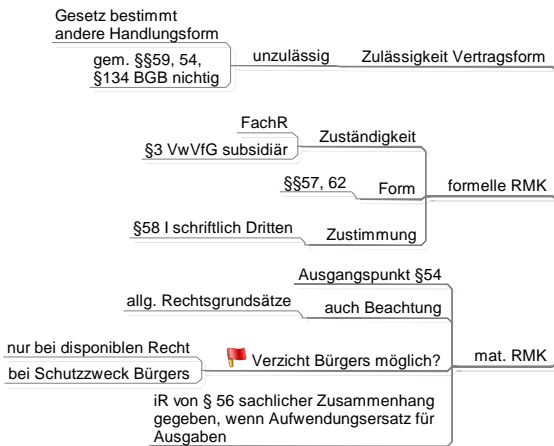 Gesetz bestimmt
andere Handlungsform
gem. §§59, 54,
§134 BGB nichtig
unzulässig
Zulässigkeit Vertragsform
FachR
§3 VwVfG subsidiär
Zuständigkeit
§§57, 62
Form
formelle RMK
§58 I schriftlich Dritten
Zustimmung
Ausgangspunkt §54
allg. Rechtsgrundsätze
auch Beachtung
nur bei disponiblen Recht
bei Schutzzweck Bürgers
Verzicht Bürgers möglich?
mat. RMK
iR von § 56 sachlicher Zusammenhang
gegeben, wenn Aufwendungsersatz für
Ausgaben